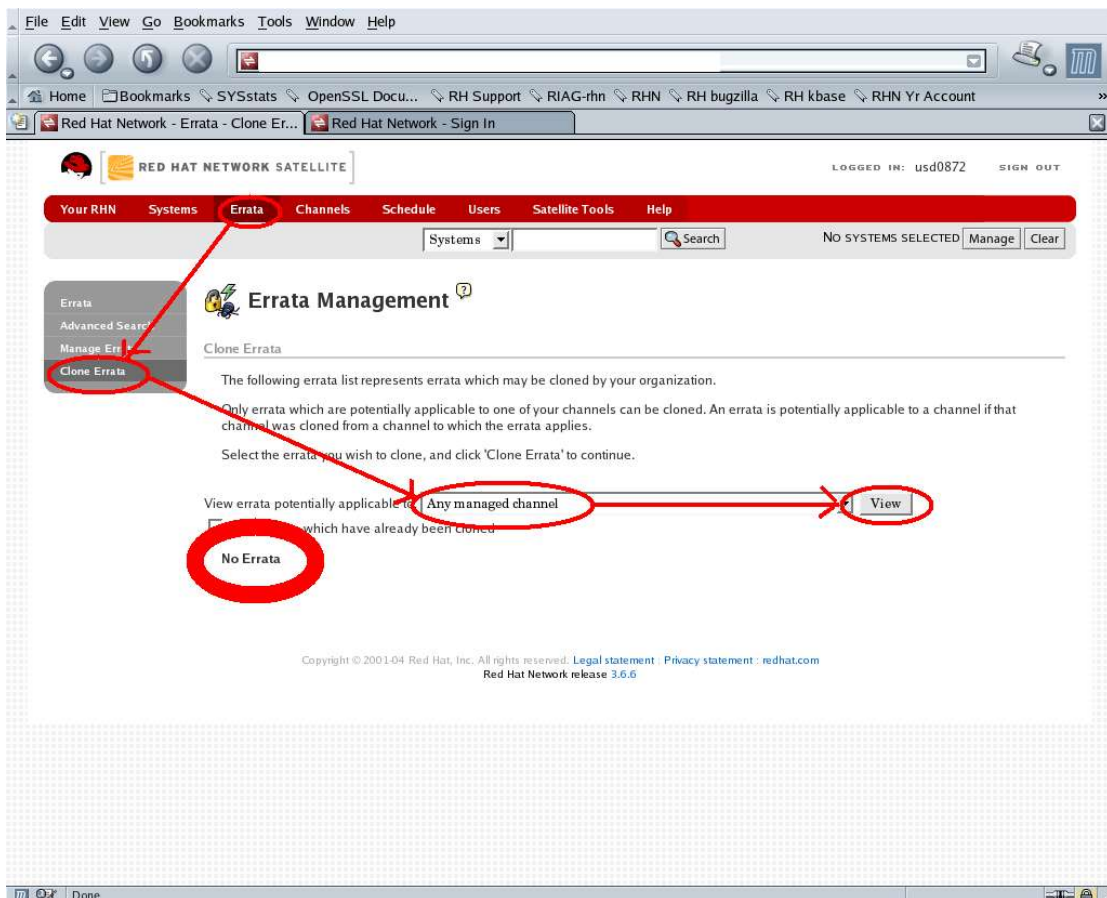 File Edit View Go Bookmarks Tools Window Help
Home Bookmarks SYSstats OpenSSL Docu... RH Support RIAG-rhn RHN RH bugzilla RH kbase RHN Yr Account »
Red Hat Network - Errata - Clone Er... Red Hat Network - Sign In
RED HAT NETWORK SATELLITE LOGGED IN: usd0872 SIGN OUT
Your RHN Systems Errata Channels Schedule Users Satellite Tools Help
Systems Search NO SYSTEMS SELECTED Manage Clear
Errata
Advanced Search
Manage Errata
Clone Errata
Errata Management ?
Clone Errata
The following errata list represents errata which may be cloned by your organization.
Only errata which are potentially applicable to one of your channels can be cloned. An errata is potentially applicable to a channel if that
channel was cloned from a channel to which the errata applies.
Select the errata you wish to clone, and click 'Clone Errata' to continue.
View errata potentially applicable to Any managed channel View
which have already been cloned
No Errata
Copyright © 2001-04 Red Hat, Inc. All rights reserved. Legal statement : Privacy statement : redhat.com
Red Hat Network release 3.6.6
Done